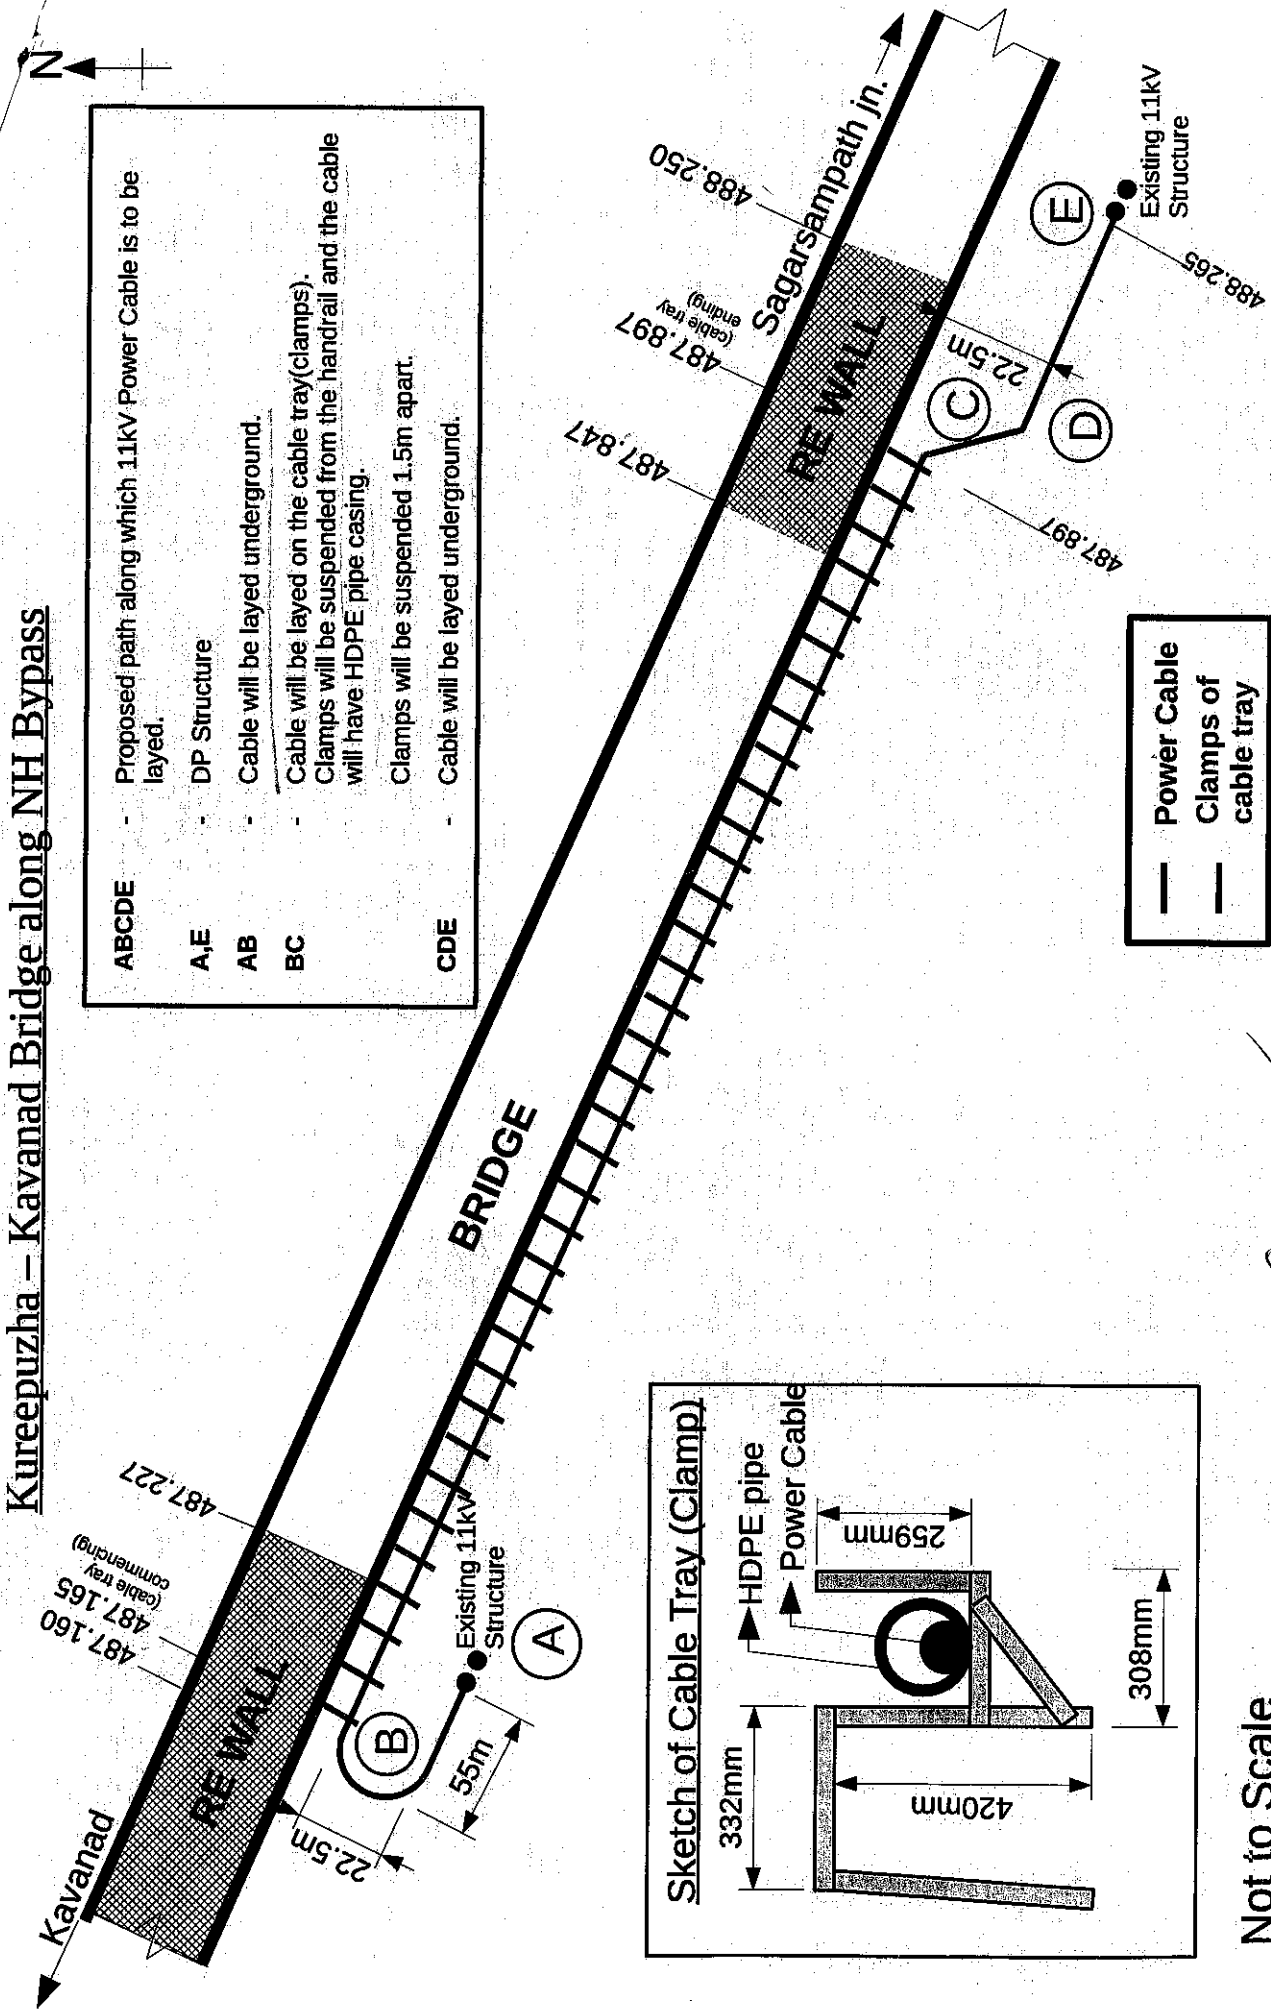 Kureepuzha – Kavanad Bridge along NH Bypass
N
ABCDE - Proposed path along which 11kV Power Cable is to be
layed.
A,E - DP Structure
AB - Cable will be layed underground.
BC - Cable will be layed on the cable tray(clamps).
Clamps will be suspended from the handrail and the cable
will have HDPE pipe casing.
Clamps will be suspended 1.5m apart.
CDE - Cable will be layed underground.
Kavanad
487.160
487.165
(cable tray
commencing)
487.227
487.847
487.897
(cable tray
ending)
488.250
Sagarsampath jn.
RE WALL
BRIDGE
RE WALL
22.5m
B
55m
Existing 11kV
Structure
A
C
22.5m
D
E
Existing 11kV
Structure
487.897
488.265
Sketch of Cable Tray (Clamp)
HDPE pipe
Power Cable
332mm
259mm
420mm
308mm
Power Cable
Clamps of
cable tray
Not to Scale